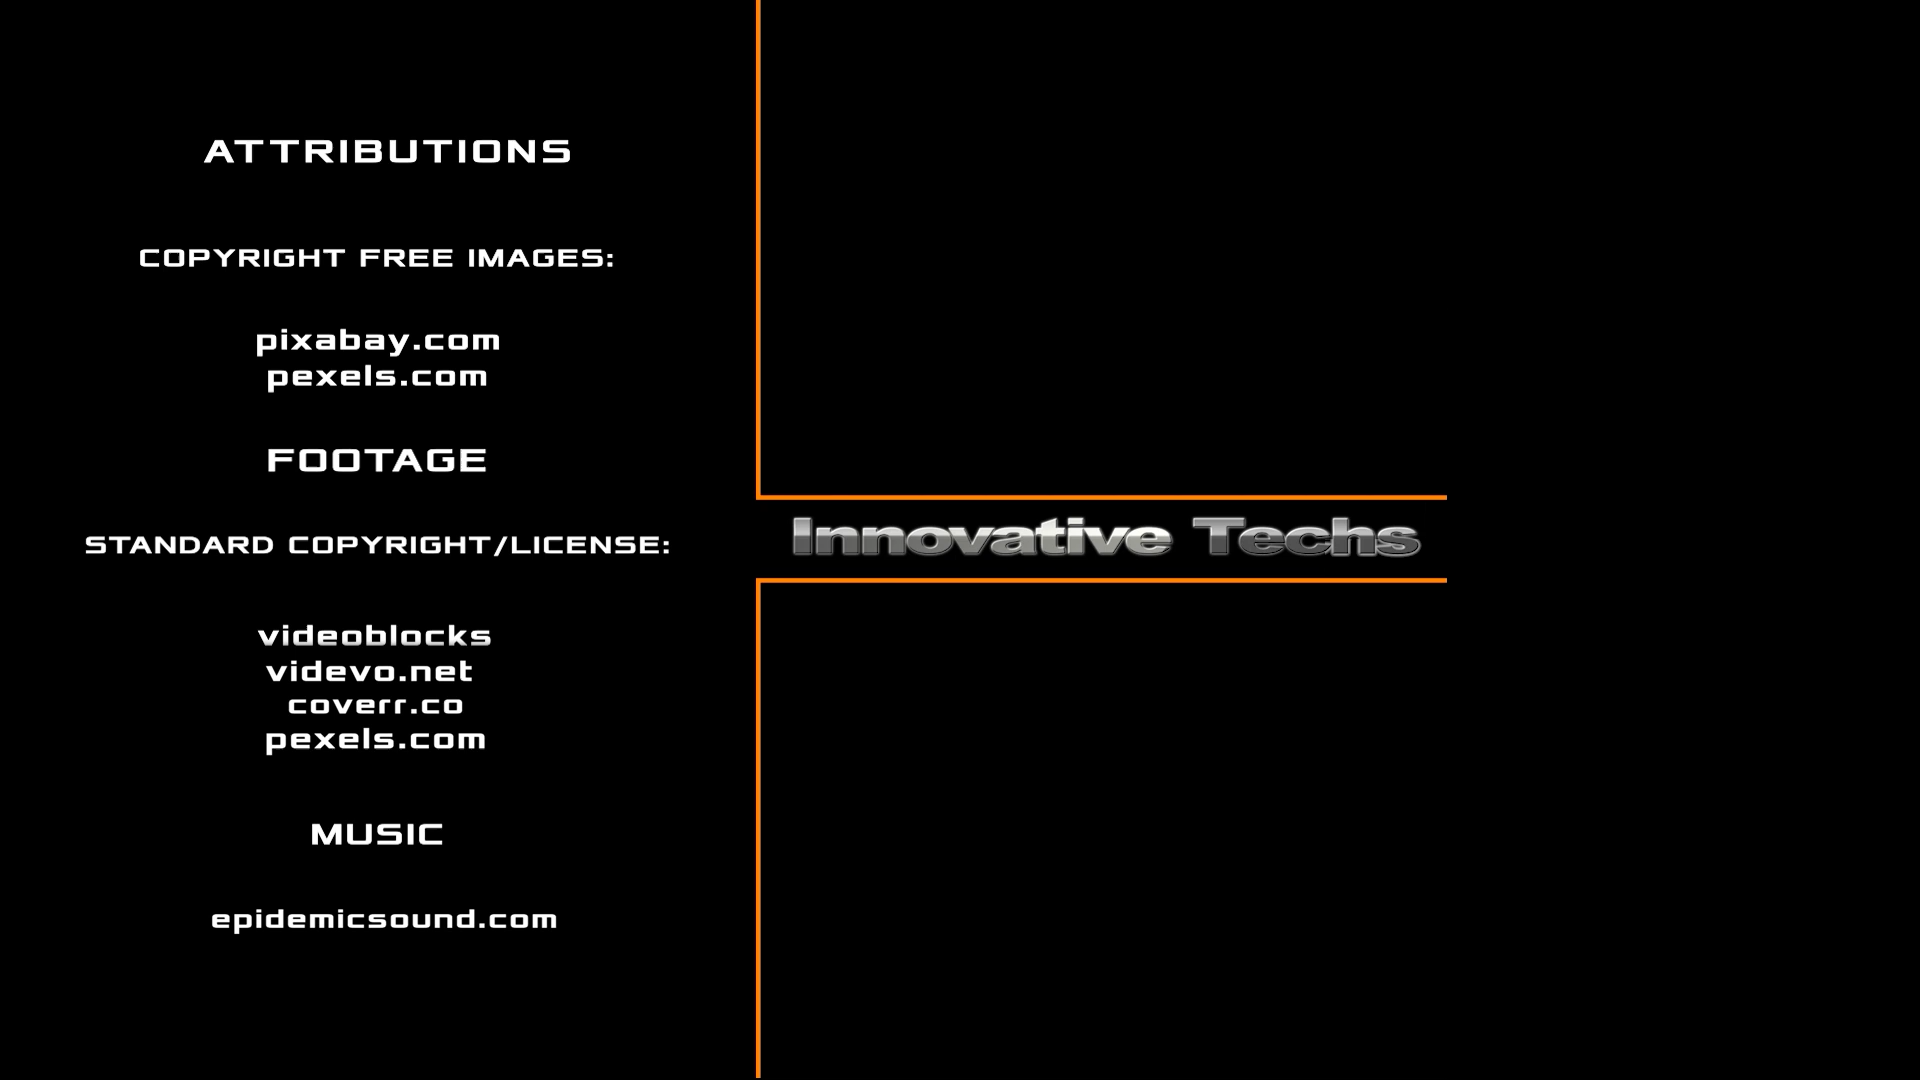 ATTRIBUTIONS
COPYRIGHT FREE IMAGES:
pixabay.com
pexels.com
FOOTAGE
STANDARD COPYRIGHT/LICENSE:
videoblocks
videvo.net
coverr.co
pexels.com
MUSIC
epidemicsound.com
Innovative Techs